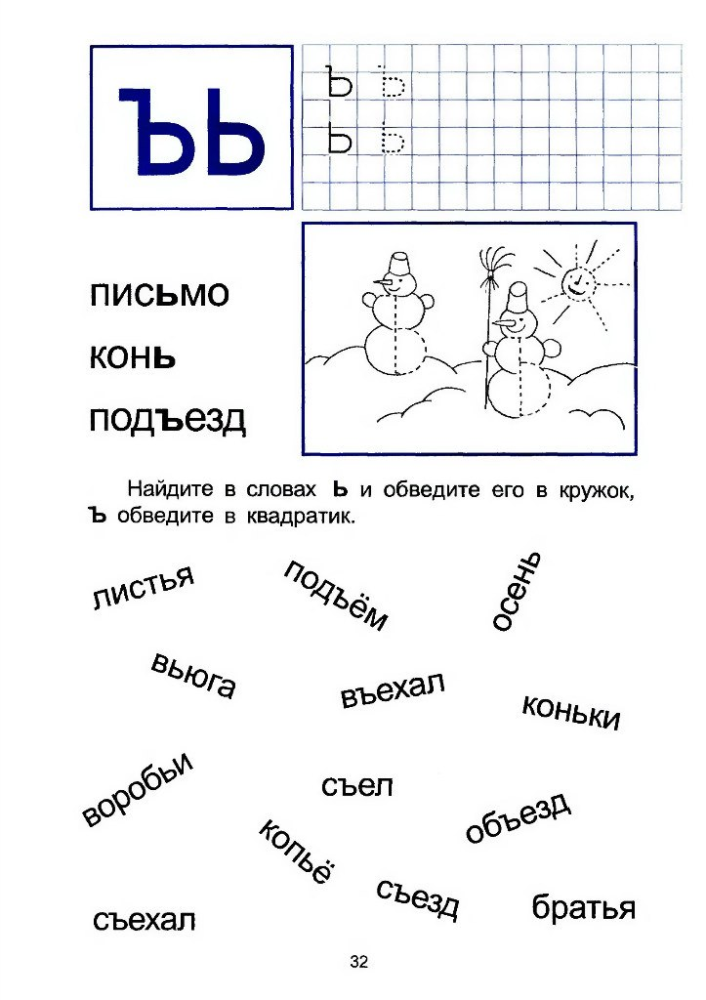 ЪЬ
Ъ Ъ
Ь Ь
письмо
конь
подъезд
Найдите в словах Ь и обведите его в кружок,
Ъ обведите в квадратик.
листья
подъём
осень
вьюга
въехал
коньки
воробьи
съел
объезд
копьё
съезд
братья
съехал
32